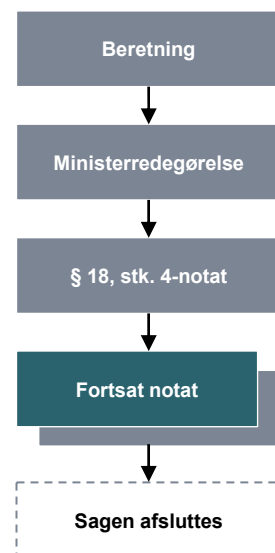 Beretning
Ministerredegørelse
§ 18, stk. 4-notat
Fortsat notat
Sagen afsluttes